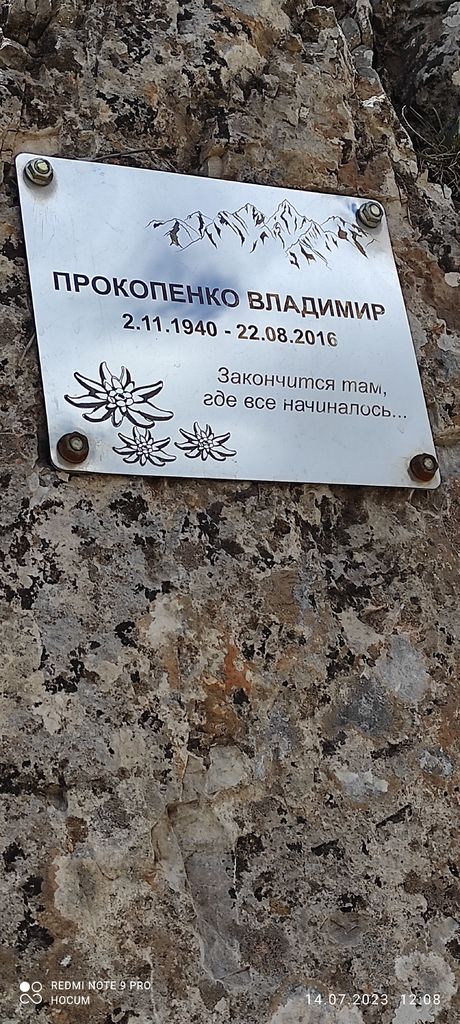 ПРОКОПЕНКО ВЛАДИМИР
2.11.1940 - 22.08.2016
Закончится там,
где все начиналось...
REDMI NOTE 9 PRO
НОСИМ
14.07.2023 12:08